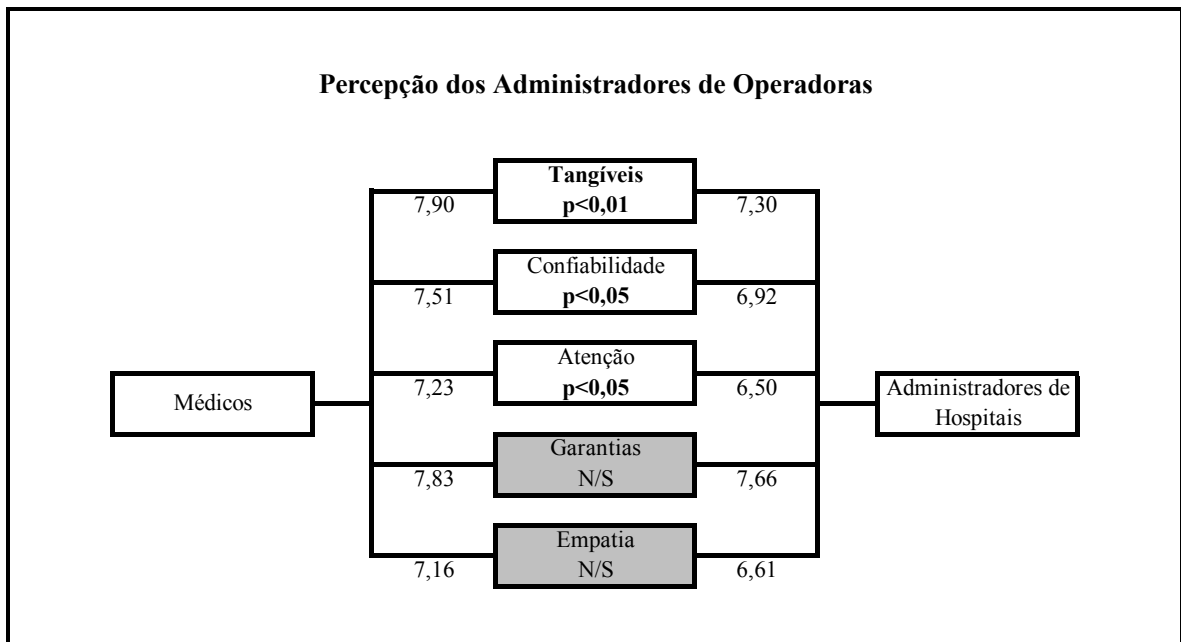 Percepção dos Administradores de Operadoras
Tangíveis
p<0,01
7,90
7,30
Confiabilidade
p<0,05
7,51
6,92
Atenção
p<0,05
7,23
6,50
Médicos
Administradores de
Hospitais
Garantias
N/S
7,83
7,66
Empatia
N/S
7,16
6,61